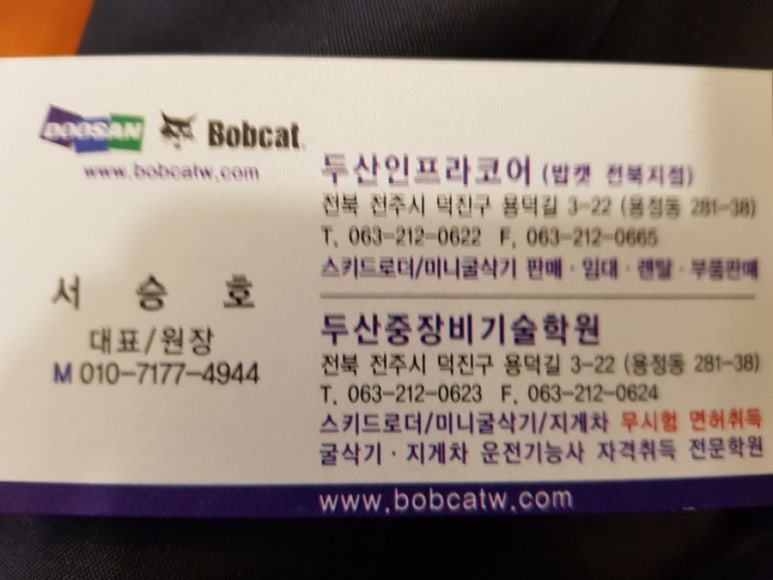 DOOSAN Bobcat.
www.bobcatw.com
서 승 호
대표/원장
M 010-7177-4944
두산인프라코어 (밥캣 전북지점)
전북 전주시 덕진구 용덕길 3-22 (용정동 281-38)
T. 063-212-0622 F. 063-212-0665
스키드로더/미니굴삭기 판매 · 임대 · 렌탈 · 부품판매
두산중장비기술학원
전북 전주시 덕진구 용덕길 3-22 (용정동 281-38)
T. 063-212-0623 F. 063-212-0624
스키드로더/미니굴삭기/지게차 무시험 면허취득
굴삭기 · 지게차 운전기능사 자격취득 전문학원
www.bobcatw.com